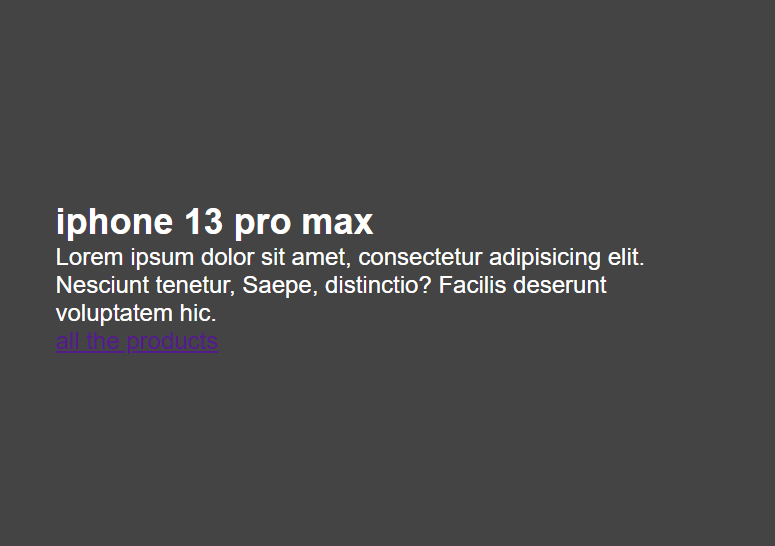 iphone 13 pro max
Lorem ipsum dolor sit amet, consectetur adipisicing elit.
Nesciunt tenetur, Saepe, distinctio? Facilis deserunt
voluptatem hic.
all the products